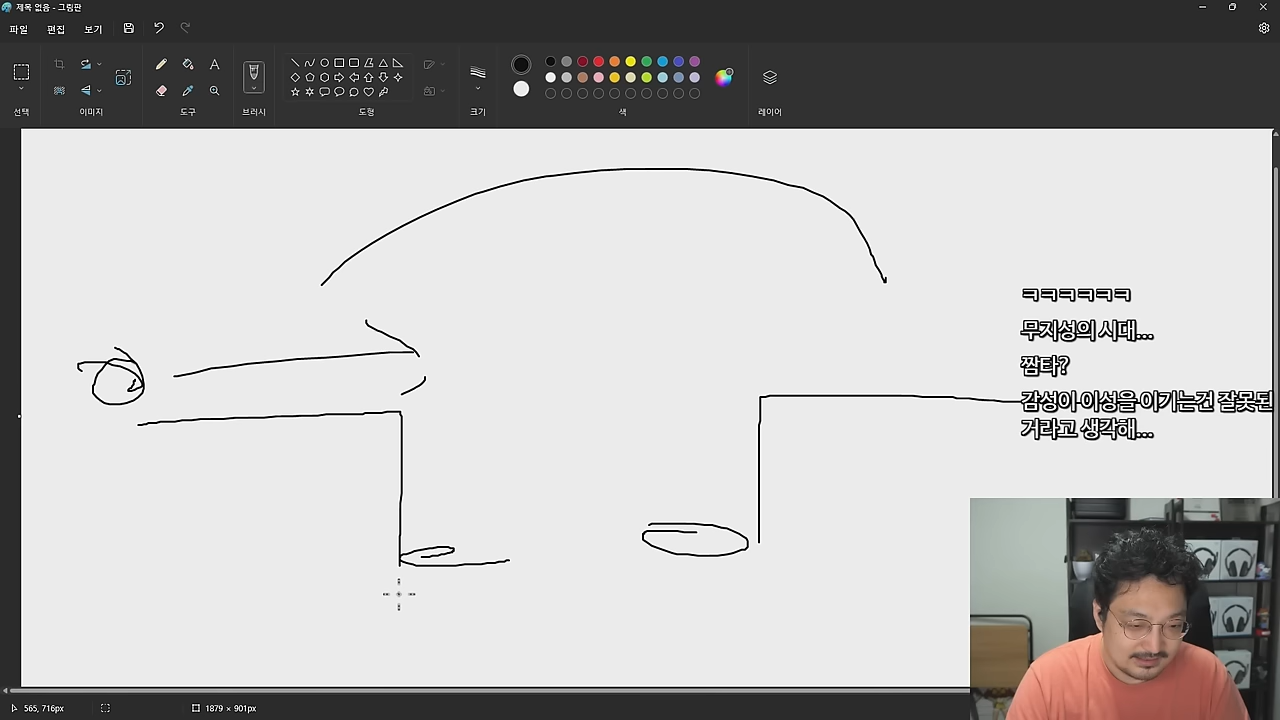 제목 없음 - 그림판
파일 편집 보기
선택 이미지 도구 브러시 도형 크기 색 레이어
ㅋㅋㅋㅋㅋㅋ
무지성의 시대...
짬타?
감성이 이성을 이기는건 잘못된
거라고 생각해...
565, 716px 1879 × 901px